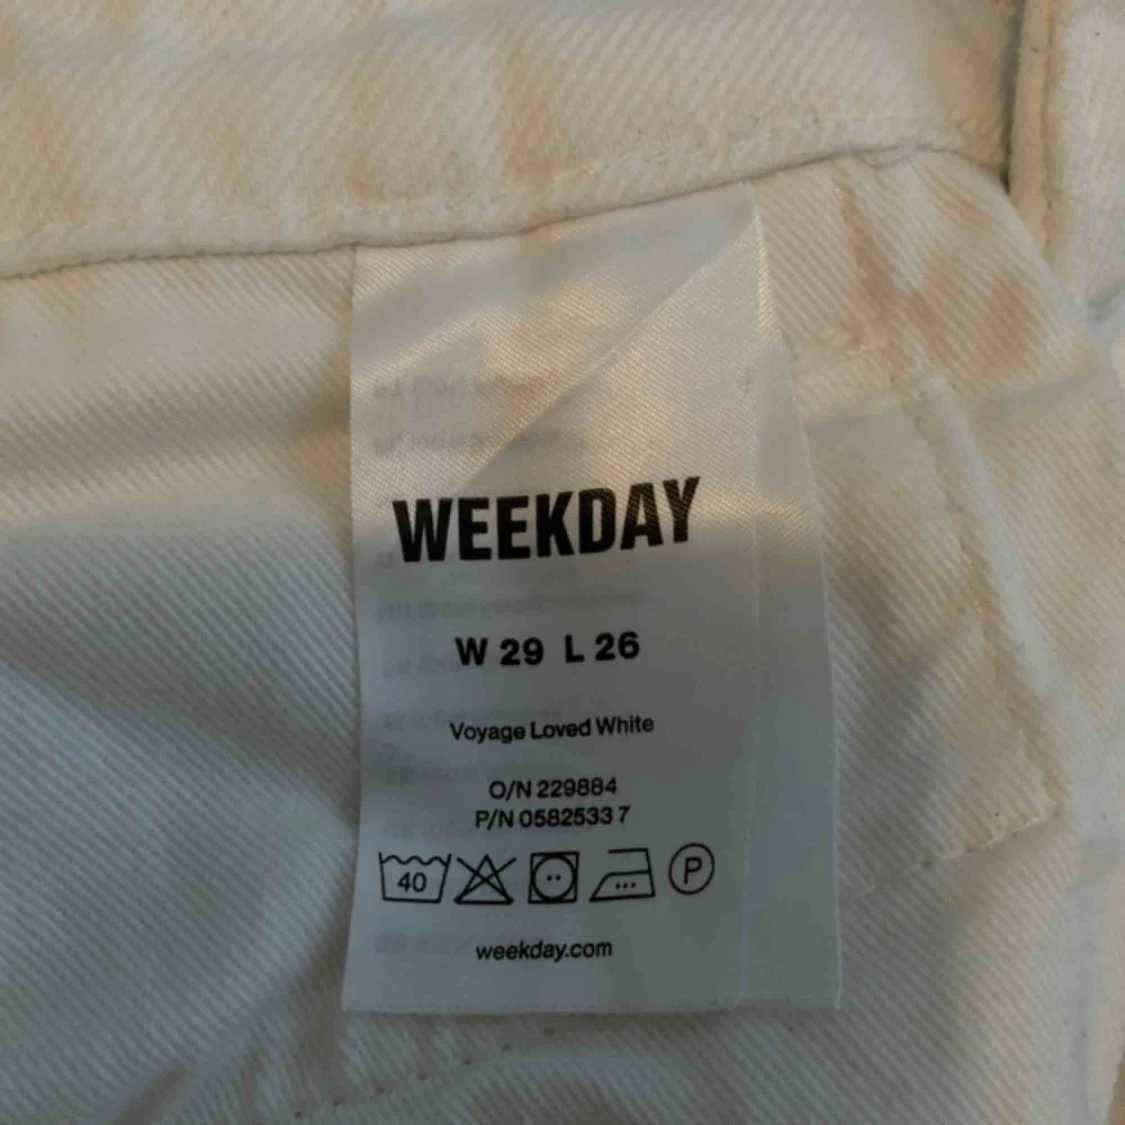 WEEKDAY
W 29 L 26
Voyage Loved White
O/N 229884
P/N 0582533 7
40
P
weekday.com